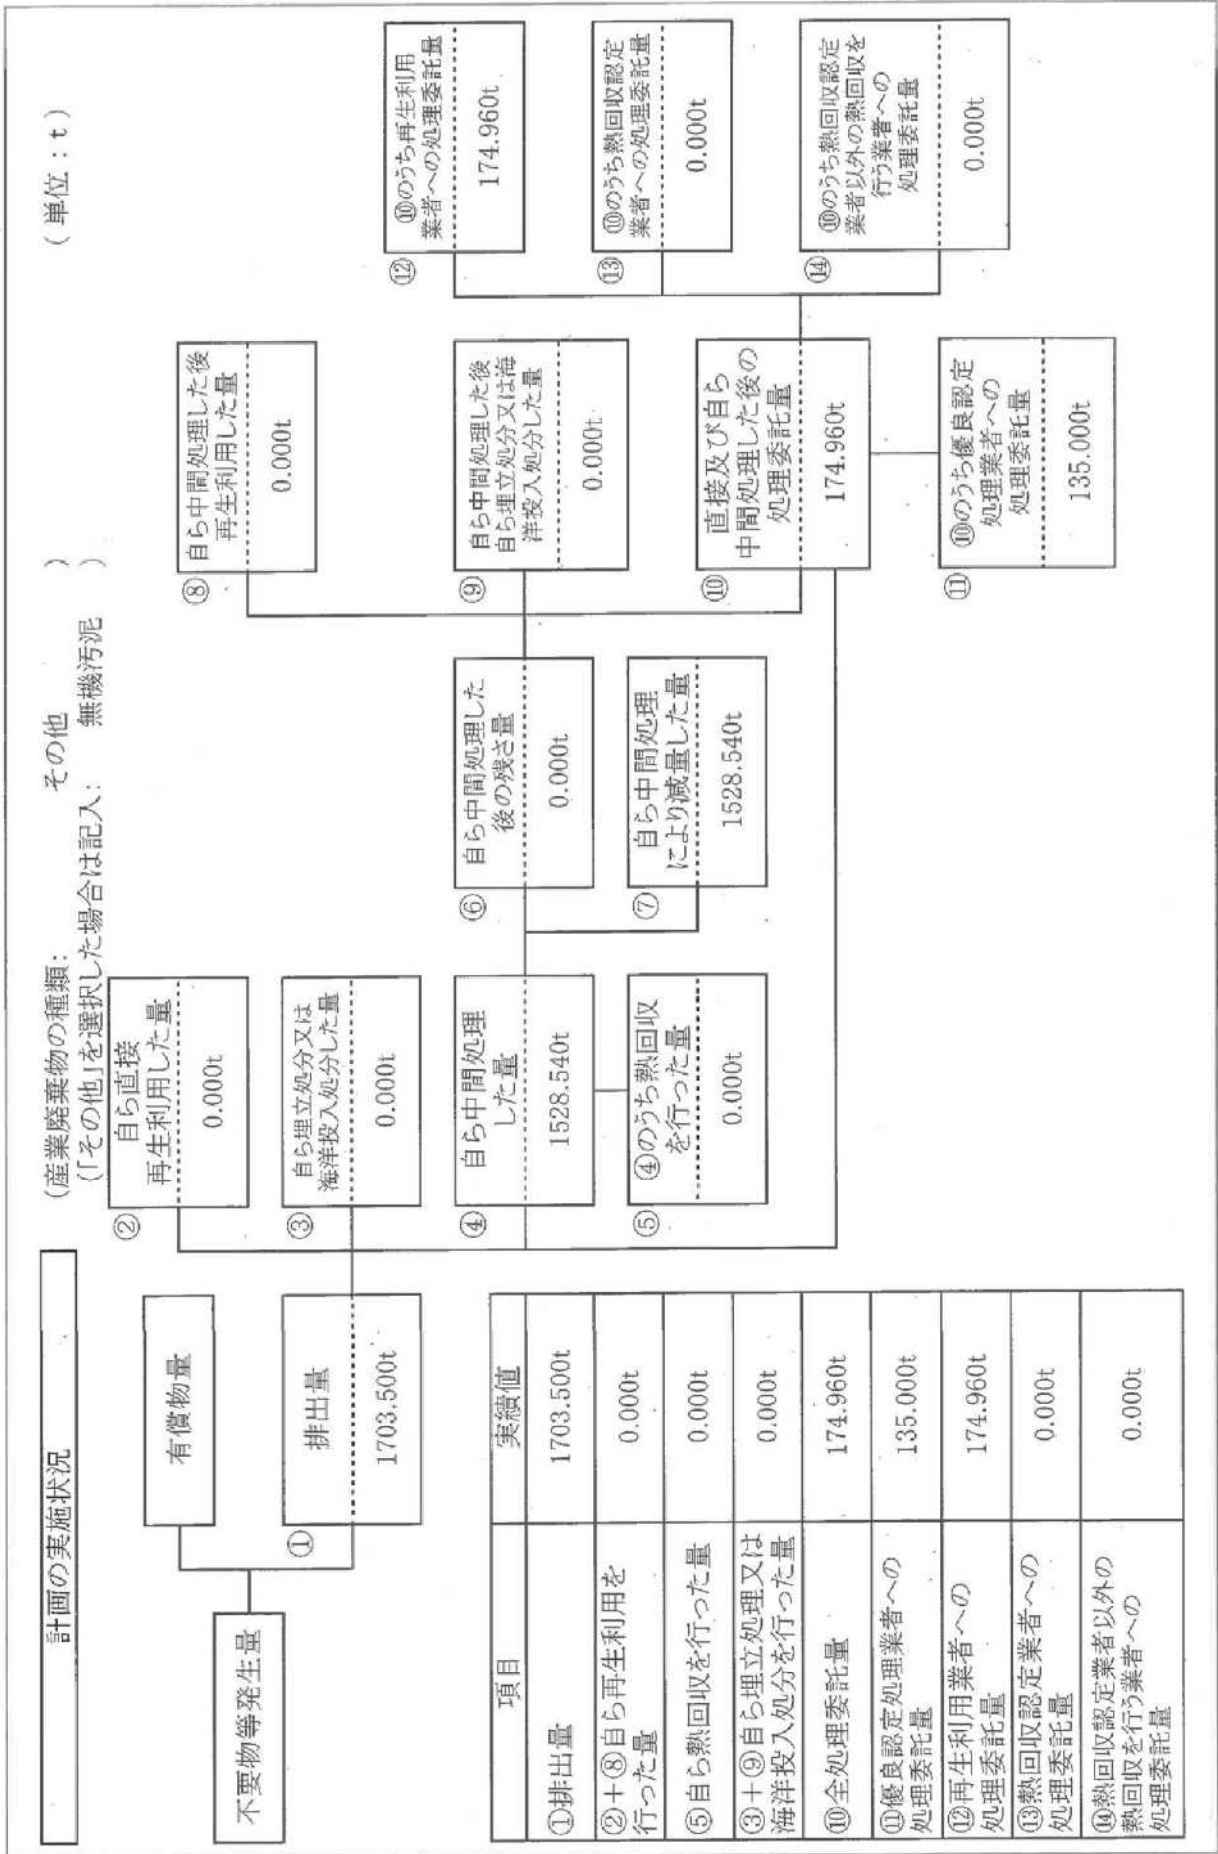 計画の実施状況
(産業廃棄物の種類: その他 )
(「その他」を選択した場合は記入: 無機汚泥 )
(単位:t)
不要物等発生量
有償物量
①
排出量
1703.500t
②
自ら直接
再生利用した量
0.000t
③
自ら埋立処分又は
海洋投入処分した量
0.000t
④
自ら中間処理
した量
1528.540t
⑤
④のうち熱回収
を行った量
0.000t
⑥
自ら中間処理した
後の残さ量
0.000t
⑦
自ら中間処理
により減量した量
1528.540t
⑧
自ら中間処理した後
再生利用した量
0.000t
⑨
自ら中間処理した後
自ら埋立処分又は海
洋投入処分した量
0.000t
⑩
直接及び自ら
中間処理した後の
処理委託量
174.960t
⑪
⑩のうち優良認定
処理業者への
処理委託量
135.000t
⑫
⑩のうち再生利用
業者への処理委託量
174.960t
⑬
⑩のうち熱回収認定
業者への処理委託量
0.000t
⑭
⑩のうち熱回収認定
業者以外の熱回収を
行う業者への
処理委託量
0.000t
項目 実績値
①排出量 1703.500t
②+⑧自ら再生利用を
行った量 0.000t
⑤自ら熱回収を行った量 0.000t
③+⑨自ら埋立処理又は
海洋投入処分を行った量 0.000t
⑩全処理委託量 174.960t
⑪優良認定処理業者への
処理委託量 135.000t
⑫再生利用業者への
処理委託量 174.960t
⑬熱回収認定業者への
処理委託量 0.000t
⑭熱回収認定業者以外の
熱回収を行う業者への
処理委託量 0.000t